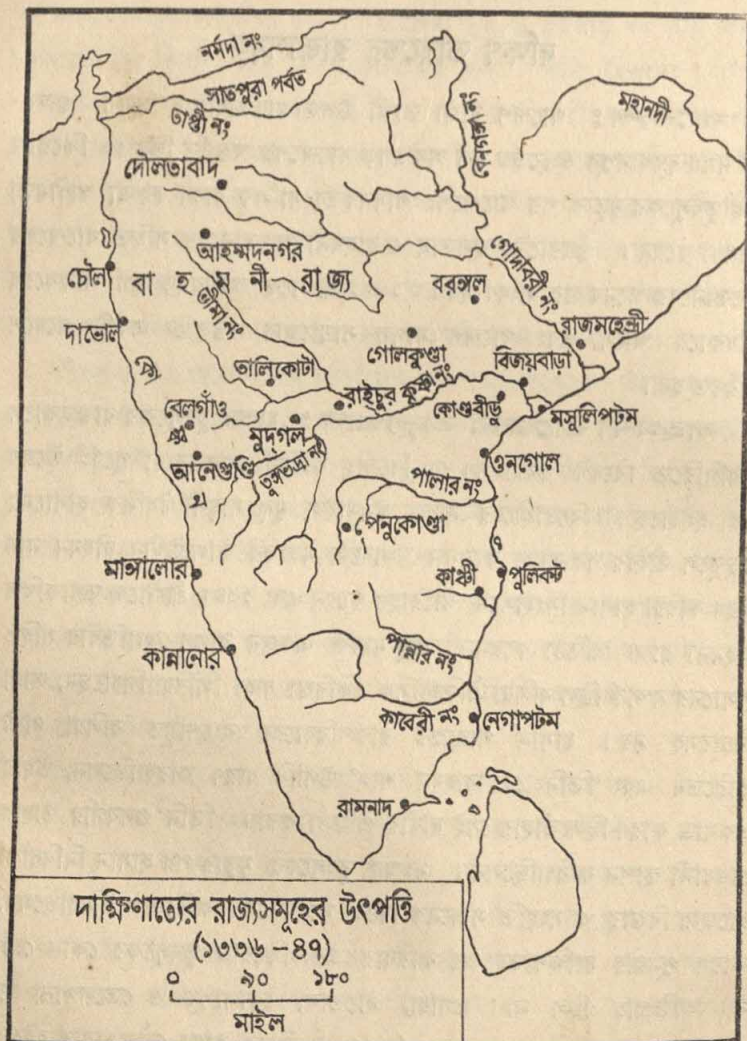 নর্মদা নং
সাতপুরা পর্বত
তাপ্তী নং
মহানদী
দৌলতাবাদ
আহম্মদনগর
গোদাবরী নং
চৌল
বাহমনী রাজ্য
ভীমা নং
বরঙ্গল
দাভোল
রাজমহেন্দ্রী
গোলকুণ্ডা
বিজয়বাড়া
তালিকোটা
রাইচুর কৃষ্ণা নং
বেলগাঁও
কোণ্ডবীড়ু
মসুলিপটম
মুদগল
আনেগুণ্ডি
তুঙ্গভদ্রা নং
ওনগোল
পালার নং
পেনুকোণ্ডা
মাঙ্গালোর
কাঞ্চী
পুলিকট
কান্নানোর
পান্নার নং
কাবেরী নং
নেগাপটম
রামনাদ
দাক্ষিণাত্যের রাজ্যসমূহের উৎপত্তি
(১৩৩৬-৪৭)
০ ৯০ ১৮০
মাইল